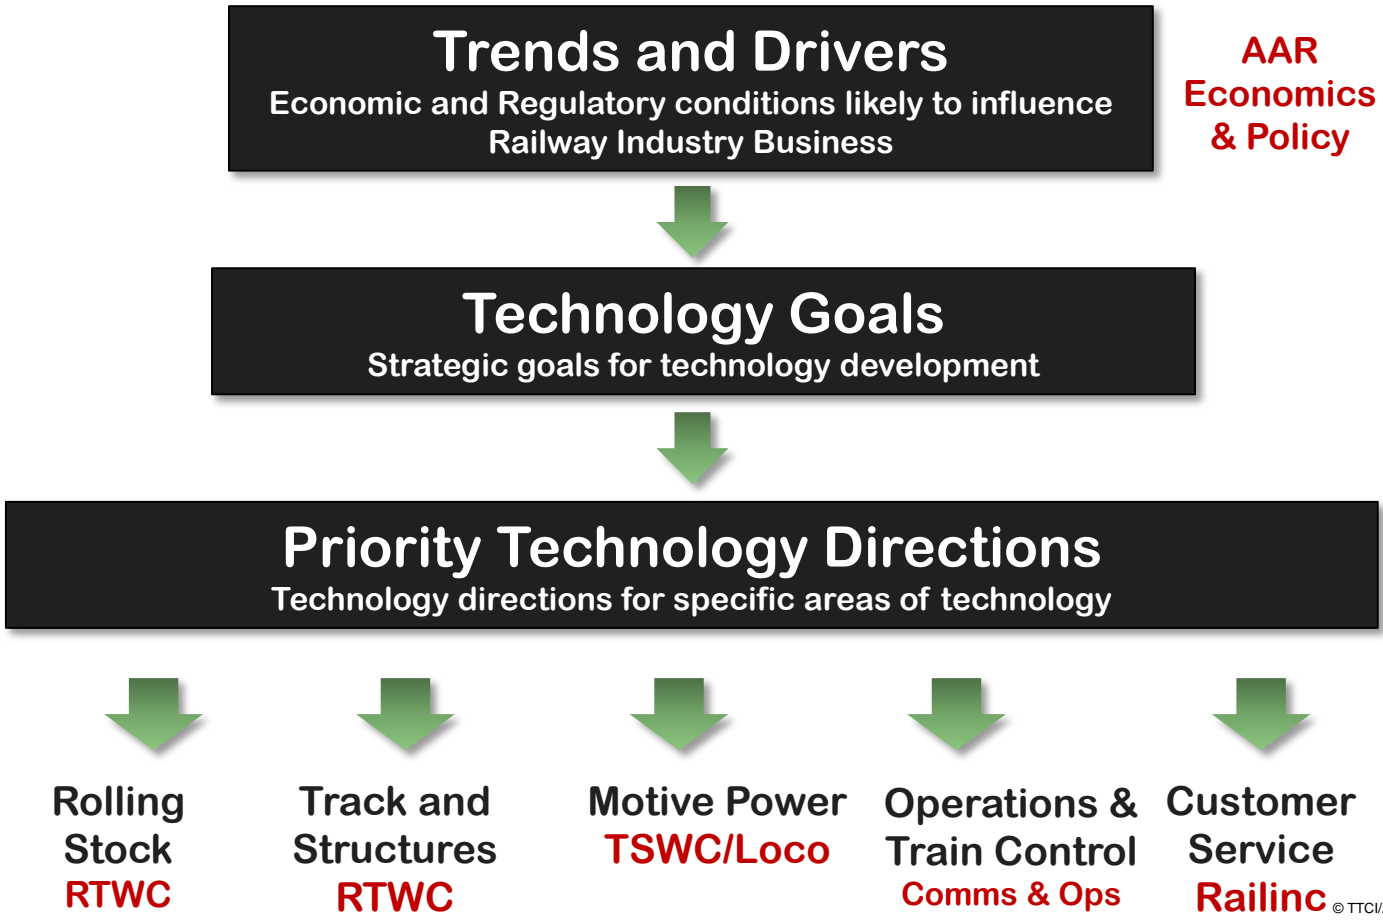 Trends and Drivers
Economic and Regulatory conditions likely to influence
Railway Industry Business
AAR
Economics
& Policy
Technology Goals
Strategic goals for technology development
Priority Technology Directions
Technology directions for specific areas of technology
Rolling
Stock
RTWC
Track and
Structures
RTWC
Motive Power
TSWC/Loco
Operations &
Train Control
Comms & Ops
Customer
Service
Railinc
© TTCI/